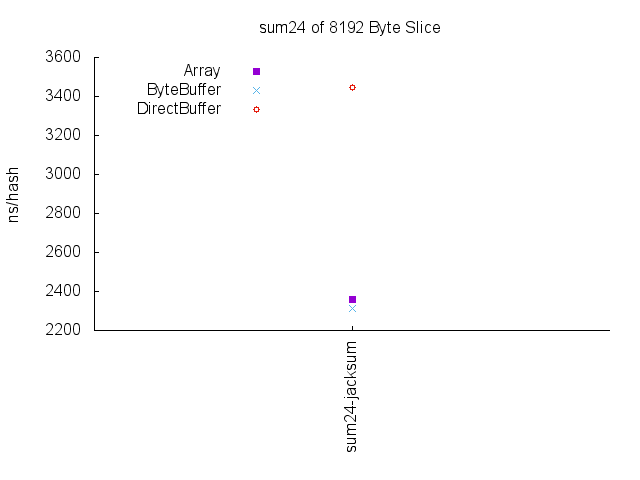 sum24 of 8192 Byte Slice
3600
3400
3200
3000
2800
2600
2400
2200
ns/hash
Array
ByteBuffer
DirectBuffer
sum24-jacksum